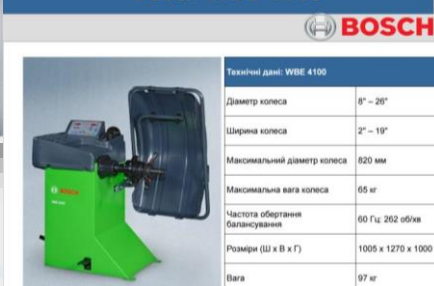 BOSCH
Технічні дані: WBE 4100
Діаметр колеса
8" – 26"
Ширина колеса
2" – 19"
Максимальний діаметр колеса
820 мм
Максимальна вага колеса
65 кг
Частота обертання
балансування
60 Гц: 262 об/хв
Розміри (Ш x В x Г)
1005 x 1270 x 1000
Вага
97 кг
BOSCH